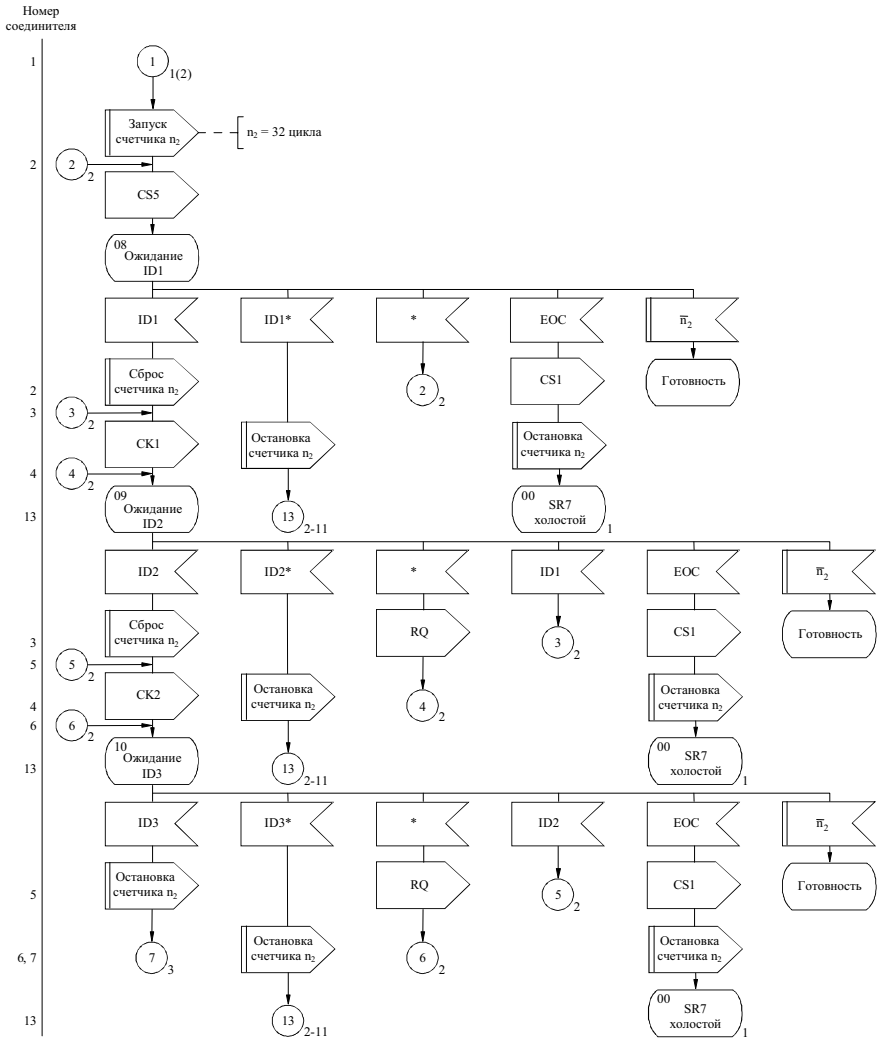 Номер
соединителя
1
1
1(2)
Запуск
счетчика n₂
n₂ = 32 цикла
2
2
2
CS5
08
Ожидание
ID1
ID1
ID1*
*
EOC
n̅₂
Сброс
счетчика n₂
2
2
2
CS1
Готовность
3
3
2
CK1
Остановка
счетчика n₂
Остановка
счетчика n₂
4
4
2
13
09
Ожидание
ID2
13
2-11
00
SR7
холостой
1
ID2
ID2*
*
ID1
EOC
n̅₂
3
Сброс
счетчика n₂
RQ
3
2
CS1
Готовность
5
5
2
4
CK2
Остановка
счетчика n₂
4
2
Остановка
счетчика n₂
6
6
2
13
10
Ожидание
ID3
13
2-11
00
SR7
холостой
1
ID3
ID3*
*
ID2
EOC
n̅₂
5
Остановка
счетчика n₂
RQ
5
2
CS1
Готовность
6, 7
7
3
Остановка
счетчика n₂
6
2
Остановка
счетчика n₂
13
13
2-11
00
SR7
холостой
1